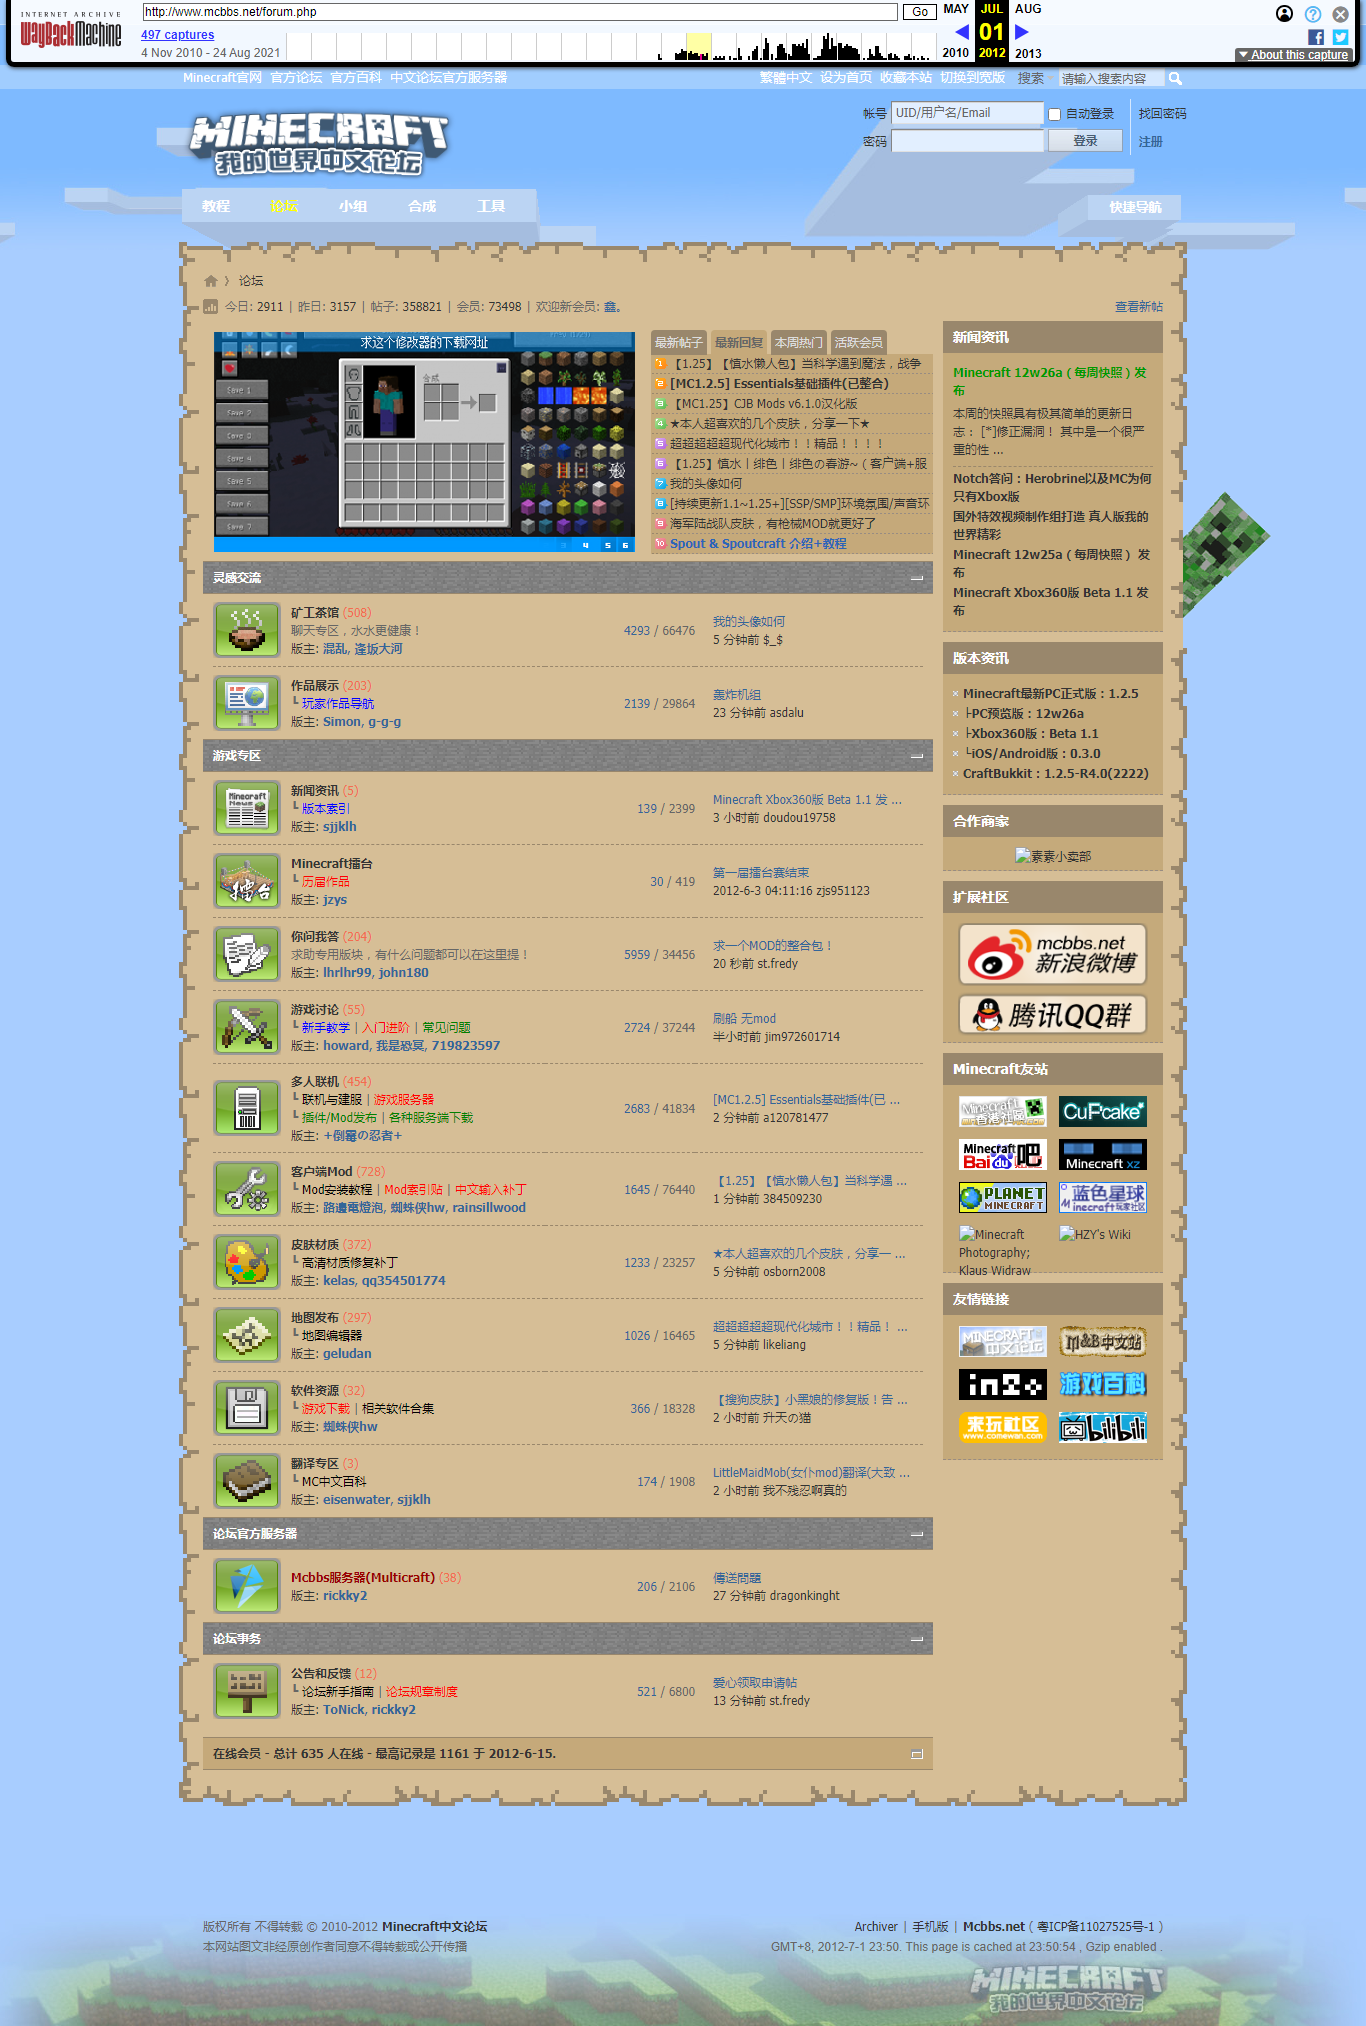 INTERNET ARCHIVE
WayBackMachine
http://www.mcbbs.net/forum.php
Go
MAY
JUL
AUG
497 captures
01
4 Nov 2010 - 24 Aug 2021
2010
2012
2013
About this capture
Minecraft官网 官方论坛 官方百科 中文论坛官方服务器
繁體中文 设为首页 收藏本站 切换到宽版 搜索 请输入搜索内容
MINECRAFT
我的世界中文论坛
帐号 UID/用户名/Email 自动登录 找回密码
密码 登录 注册
教程 论坛 小组 合成 工具
快捷导航
论坛
今日: 2911 | 昨日: 3157 | 帖子: 358821 | 会员: 73498 | 欢迎新会员: 鑫。
查看新帖
求这个修改器的下载网址
Save 1
Save 2
Save 3
Save 4
Save 5
Save 6
Save 7
合成
3 4 5 6
最新帖子 最新回复 本周热门 活跃会员
1 【1.25】【慎水懒人包】当科学遇到魔法，战争
2 [MC1.2.5] Essentials基础插件(已整合)
3 【MC1.25】CJB Mods v6.1.0汉化版
4 ★本人超喜欢的几个皮肤，分享一下★
5 超超超超超现代化城市！！精品！！！！
6 【1.25】慎水丨绯色丨绯色の春游~（客户端+服
7 我的头像如何
8 [持续更新1.1~1.25+][SSP/SMP]环境氛围/声音环
9 海军陆战队皮肤，有枪械MOD就更好了
10 Spout & Spoutcraft 介绍+教程
灵感交流
矿工茶馆 (508)
聊天专区，水水更健康！
版主: 混乱, 逢坂大河
4293 / 66476
我的头像如何
5 分钟前 $_$
作品展示 (203)
└ 玩家作品导航
版主: Simon, g-g-g
2139 / 29864
轰炸机组
23 分钟前 asdalu
游戏专区
Minecraft
News
新闻资讯 (5)
└ 版本索引
版主: sjjklh
139 / 2399
Minecraft Xbox360版 Beta 1.1 发 ...
3 小时前 doudou19758
擂台
Minecraft擂台
└ 历届作品
版主: jzys
30 / 419
第一届擂台赛结束
2012-6-3 04:11:16 zjs951123
你问我答 (204)
求助专用版块，有什么问题都可以在这里提！
版主: lhrlhr99, john180
5959 / 34456
求一个MOD的整合包！
20 秒前 st.fredy
游戏讨论 (55)
└ 新手教学 | 入门进阶 | 常见问题
版主: howard, 我是恐冥, 719823597
2724 / 37244
刷船 无mod
半小时前 jim972601714
多人联机 (454)
└ 联机与建服 | 游戏服务器
└ 插件/Mod发布 | 各种服务端下载
版主: +倒霉の忍者+
2683 / 41834
[MC1.2.5] Essentials基础插件(已 ...
2 分钟前 a120781477
客户端Mod (728)
└ Mod安装教程 | Mod索引贴 | 中文输入补丁
版主: 路邊電燈泡, 蜘蛛侠hw, rainsillwood
1645 / 76440
【1.25】【慎水懒人包】当科学遇 ...
1 分钟前 384509230
皮肤材质 (372)
└ 高清材质修复补丁
版主: kelas, qq354501774
1233 / 23257
★本人超喜欢的几个皮肤，分享一 ...
5 分钟前 osborn2008
地图发布 (297)
└ 地图编辑器
版主: geludan
1026 / 16465
超超超超超现代化城市！！精品！ ...
5 分钟前 likeliang
软件资源 (32)
└ 游戏下载 | 相关软件合集
版主: 蜘蛛侠hw
366 / 18328
【搜狗皮肤】小黑娘的修复版！告 ...
2 小时前 升天の猫
翻译专区 (3)
└ MC中文百科
版主: eisenwater, sjjklh
174 / 1908
LittleMaidMob(女仆mod)翻译(大致 ...
2 小时前 我不残忍啊真的
论坛官方服务器
Mcbbs服务器(Multicraft) (38)
版主: rickky2
206 / 2106
傳送問題
27 分钟前 dragonkinght
论坛事务
公告和反馈 (12)
└ 论坛新手指南 | 论坛规章制度
版主: ToNick, rickky2
521 / 6800
爱心领取申请帖
13 分钟前 st.fredy
在线会员 - 总计 635 人在线 - 最高记录是 1161 于 2012-6-15.
新闻资讯
Minecraft 12w26a（每周快照）发
布
本周的快照具有极其简单的更新日
志： [*]修正漏洞！ 其中是一个很严
重的性 ...
Notch答问：Herobrine以及MC为何
只有Xbox版
国外特效视频制作组打造 真人版我的
世界精彩
Minecraft 12w25a（每周快照） 发
布
Minecraft Xbox360版 Beta 1.1 发
布
版本资讯
Minecraft最新PC正式版：1.2.5
├PC预览版：12w26a
├Xbox360版：Beta 1.1
└iOS/Android版：0.3.0
CraftBukkit：1.2.5-R4.0(2222)
合作商家
素素小卖部
扩展社区
mcbbs.net
新浪微博
腾讯QQ群
Minecraft友站
Minecraft
香港社区
CuF'cake*
Minecraft
Baidu吧
Minecraft xz
PLANET
MINECRAFT
蓝色星球
Minecraft玩家社区
Minecraft
Photography;
Klaus Widraw
HZY's Wiki
友情链接
MINECRAFT
中文论坛
M&B中文站
游戏百科
来玩社区
www.comewan.com
bilibili
版权所有 不得转载 © 2010-2012 Minecraft中文论坛
本网站图文非经原创作者同意不得转载或公开传播
Archiver | 手机版 | Mcbbs.net ( 粤ICP备11027525号-1 )
GMT+8, 2012-7-1 23:50. This page is cached at 23:50:54 , Gzip enabled .
MINECRAFT
我的世界中文论坛